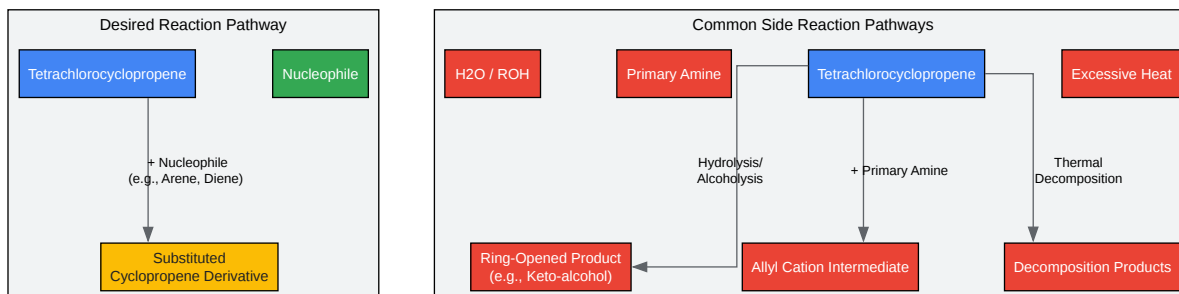 Desired Reaction Pathway
Tetrachlorocyclopropene
Nucleophile
+ Nucleophile
(e.g., Arene, Diene)
Substituted
Cyclopropene Derivative
Common Side Reaction Pathways
H2O / ROH
Primary Amine
Tetrachlorocyclopropene
Excessive Heat
Hydrolysis/
Alcoholysis
+ Primary Amine
Thermal
Decomposition
Ring-Opened Product
(e.g., Keto-alcohol)
Allyl Cation Intermediate
Decomposition Products